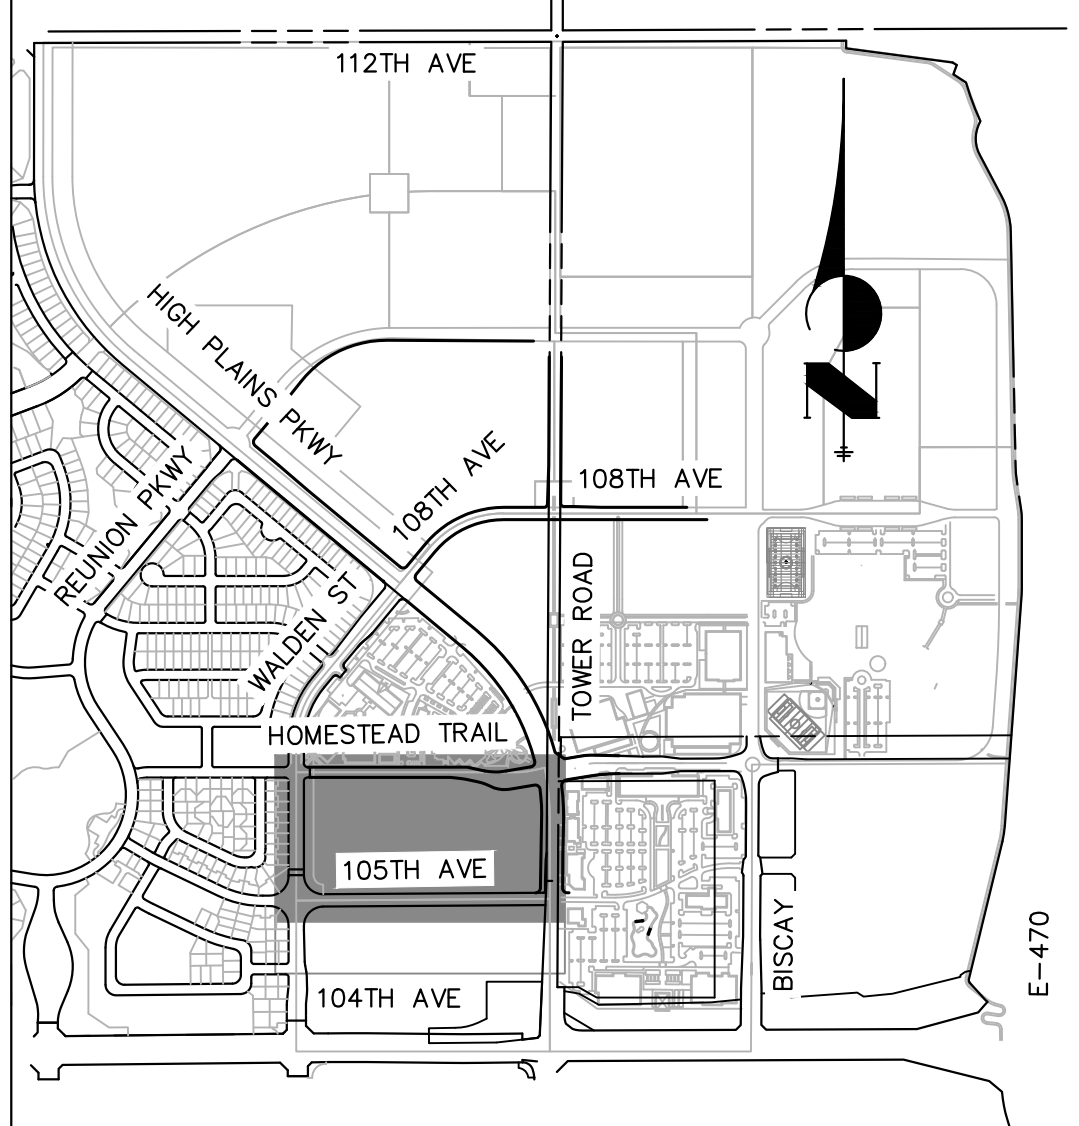 112TH AVE
HIGH PLAINS PKWY
108TH AVE
108TH AVE
REUNION PKWY
WALDEN ST
TOWER ROAD
HOMESTEAD TRAIL
105TH AVE
BISCAY
E-470
104TH AVE
N